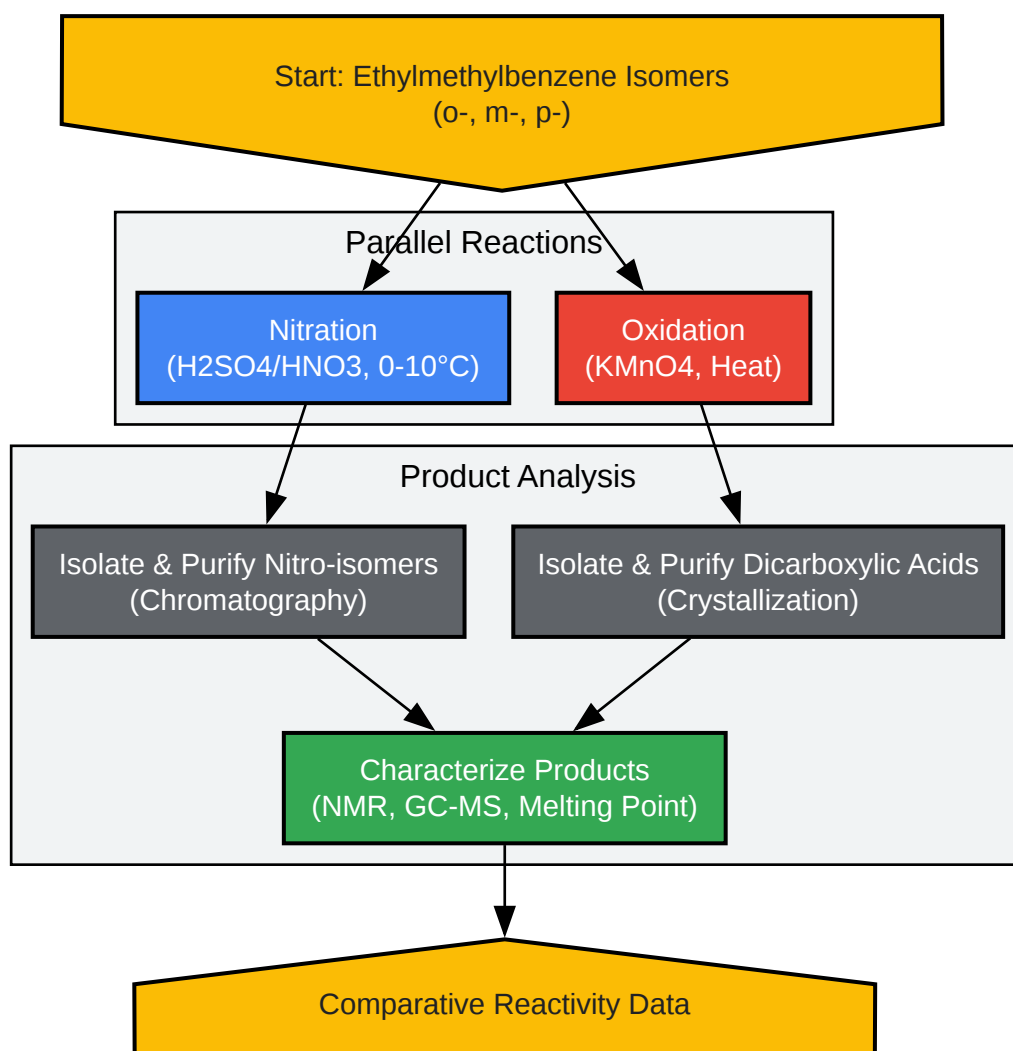 Start: Ethylmethylbenzene Isomers
(o-, m-, p-)
Parallel Reactions
Nitration
(H2SO4/HNO3, 0-10°C)
Oxidation
(KMnO4, Heat)
Product Analysis
Isolate & Purify Nitro-isomers
(Chromatography)
Isolate & Purify Dicarboxylic Acids
(Crystallization)
Characterize Products
(NMR, GC-MS, Melting Point)
Comparative Reactivity Data